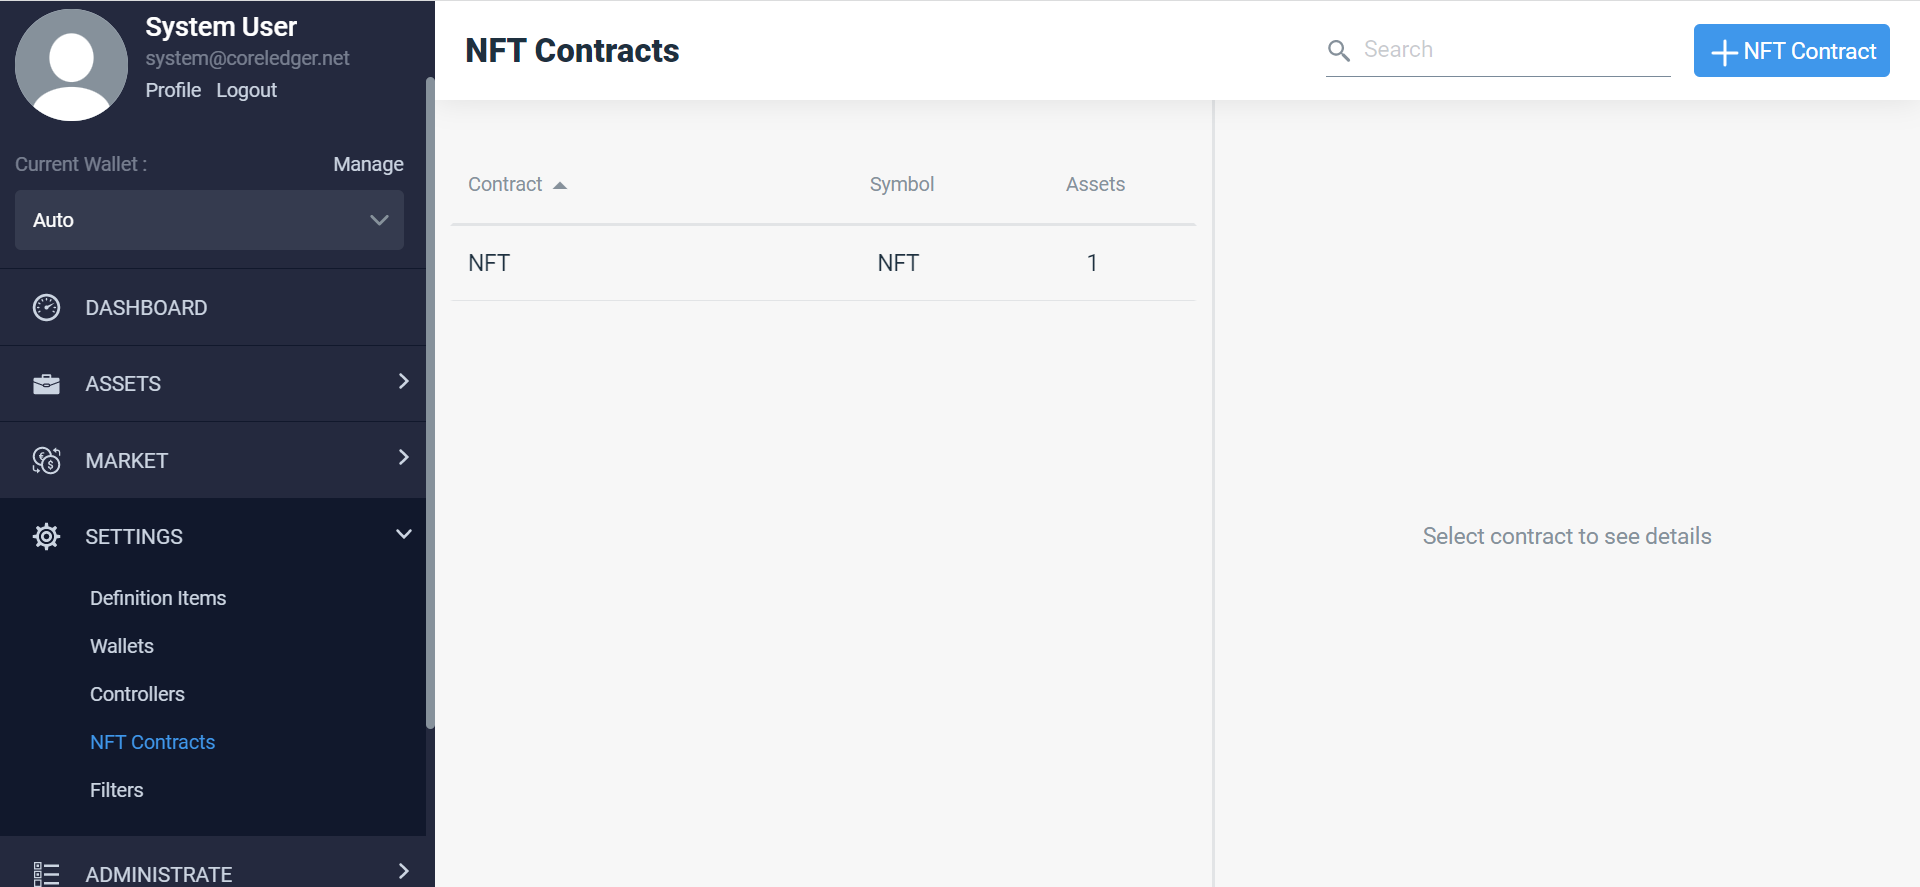 System User
system@coreledger.net
Profile Logout
Current Wallet : Manage
Auto
DASHBOARD
ASSETS
MARKET
SETTINGS
Definition Items
Wallets
Controllers
NFT Contracts
Filters
ADMINISTRATE
NFT Contracts
Search
NFT Contract
Contract Symbol Assets
NFT NFT 1
Select contract to see details